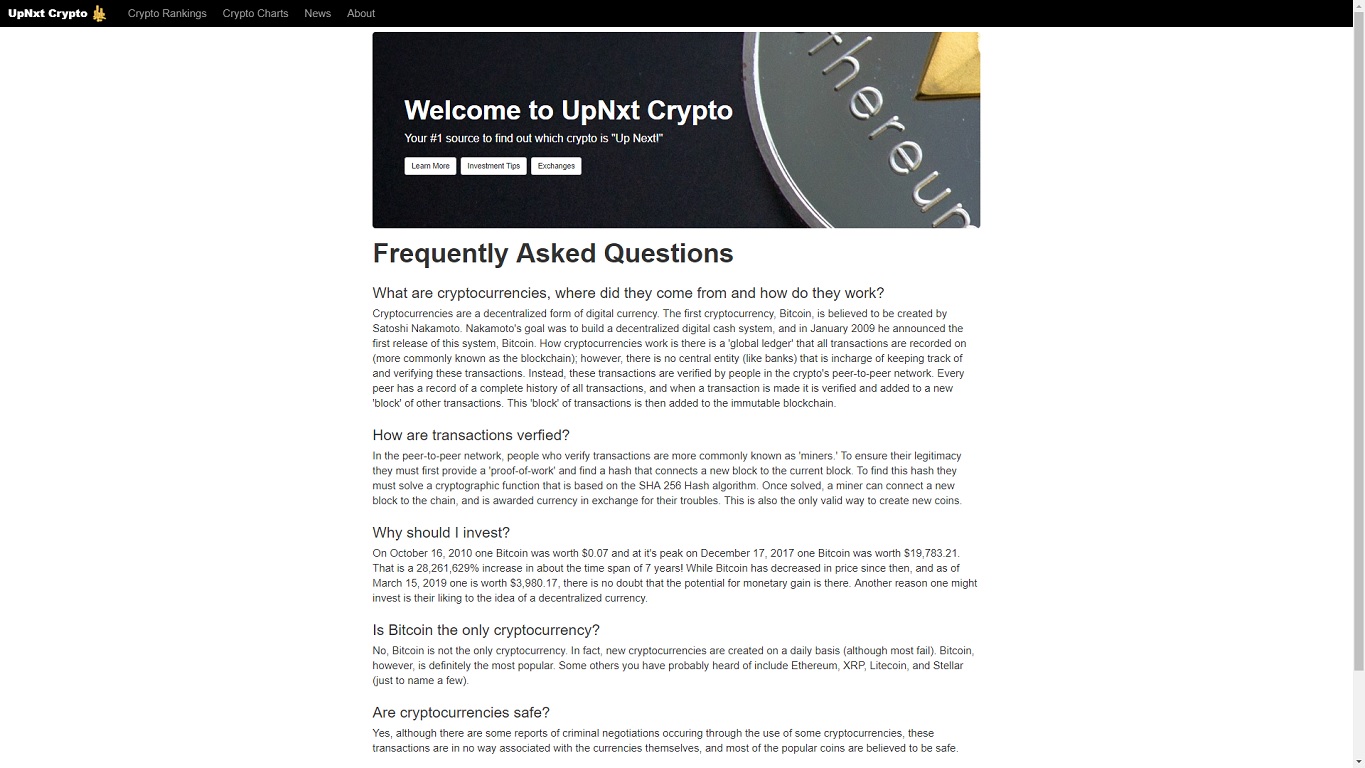 UpNxt Crypto Crypto Rankings Crypto Charts News About
thereum
Welcome to UpNxt Crypto
Your #1 source to find out which crypto is "Up Next!"
Learn More Investment Tips Exchanges
Frequently Asked Questions
What are cryptocurrencies, where did they come from and how do they work?
Cryptocurrencies are a decentralized form of digital currency. The first cryptocurrency, Bitcoin, is believed to be created by
Satoshi Nakamoto. Nakamoto's goal was to build a decentralized digital cash system, and in January 2009 he announced the
first release of this system, Bitcoin. How cryptocurrencies work is there is a 'global ledger' that all transactions are recorded on
(more commonly known as the blockchain); however, there is no central entity (like banks) that is incharge of keeping track of
and verifying these transactions. Instead, these transactions are verified by people in the crypto's peer-to-peer network. Every
peer has a record of a complete history of all transactions, and when a transaction is made it is verified and added to a new
'block' of other transactions. This 'block' of transactions is then added to the immutable blockchain.
How are transactions verfied?
In the peer-to-peer network, people who verify transactions are more commonly known as 'miners.' To ensure their legitimacy
they must first provide a 'proof-of-work' and find a hash that connects a new block to the current block. To find this hash they
must solve a cryptographic function that is based on the SHA 256 Hash algorithm. Once solved, a miner can connect a new
block to the chain, and is awarded currency in exchange for their troubles. This is also the only valid way to create new coins.
Why should I invest?
On October 16, 2010 one Bitcoin was worth $0.07 and at it's peak on December 17, 2017 one Bitcoin was worth $19,783.21.
That is a 28,261,629% increase in about the time span of 7 years! While Bitcoin has decreased in price since then, and as of
March 15, 2019 one is worth $3,980.17, there is no doubt that the potential for monetary gain is there. Another reason one might
invest is their liking to the idea of a decentralized currency.
Is Bitcoin the only cryptocurrency?
No, Bitcoin is not the only cryptocurrency. In fact, new cryptocurrencies are created on a daily basis (although most fail). Bitcoin,
however, is definitely the most popular. Some others you have probably heard of include Ethereum, XRP, Litecoin, and Stellar
(just to name a few).
Are cryptocurrencies safe?
Yes, although there are some reports of criminal negotiations occuring through the use of some cryptocurrencies, these
transactions are in no way associated with the currencies themselves, and most of the popular coins are believed to be safe.